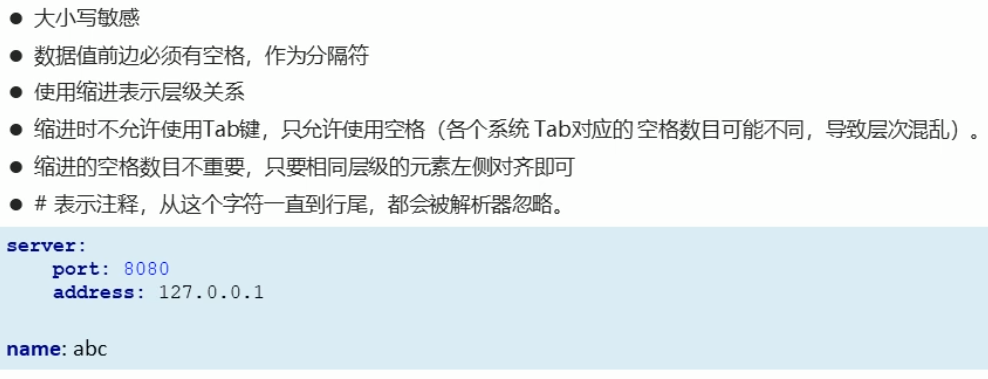 ● 大小写敏感
● 数据值前边必须有空格，作为分隔符
● 使用缩进表示层级关系
● 缩进时不允许使用Tab键，只允许使用空格（各个系统 Tab对应的 空格数目可能不同，导致层次混乱）。
● 缩进的空格数目不重要，只要相同层级的元素左侧对齐即可
● # 表示注释，从这个字符一直到行尾，都会被解析器忽略。
server:
    port: 8080
    address: 127.0.0.1
name: abc